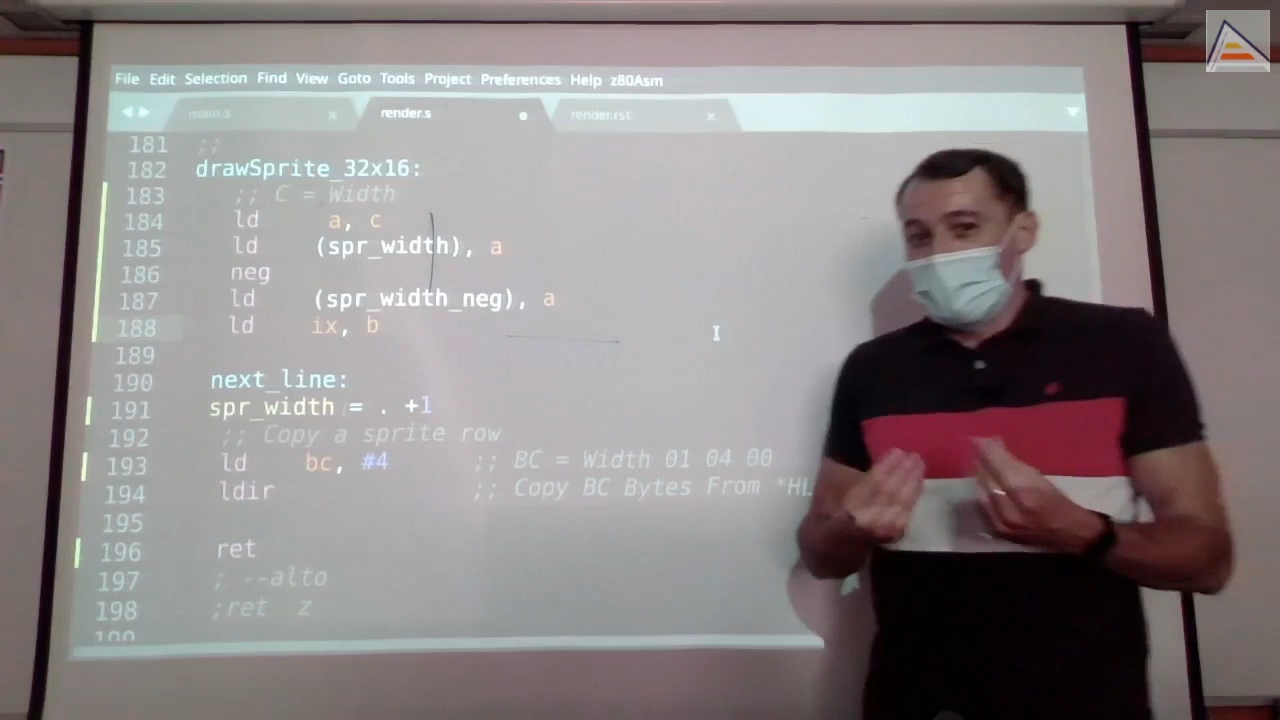 File Edit Selection Find View Goto Tools Project Preferences Help z80Asm
main.s × render.s render.rst ×
181 ;;
182 drawSprite_32x16:
183 ;; C = Width
184 ld a, c
185 ld (spr_width), a
186 neg
187 ld (spr_width_neg), a
188 ld ix, b
189
190 next_line:
191 spr_width = . +1
192 ;; Copy a sprite row
193 ld bc, #4 ;; BC = Width 01 04 00
194 ldir ;; Copy BC Bytes From *HL
195
196 ret
197 ; --alto
198 ;ret z
199